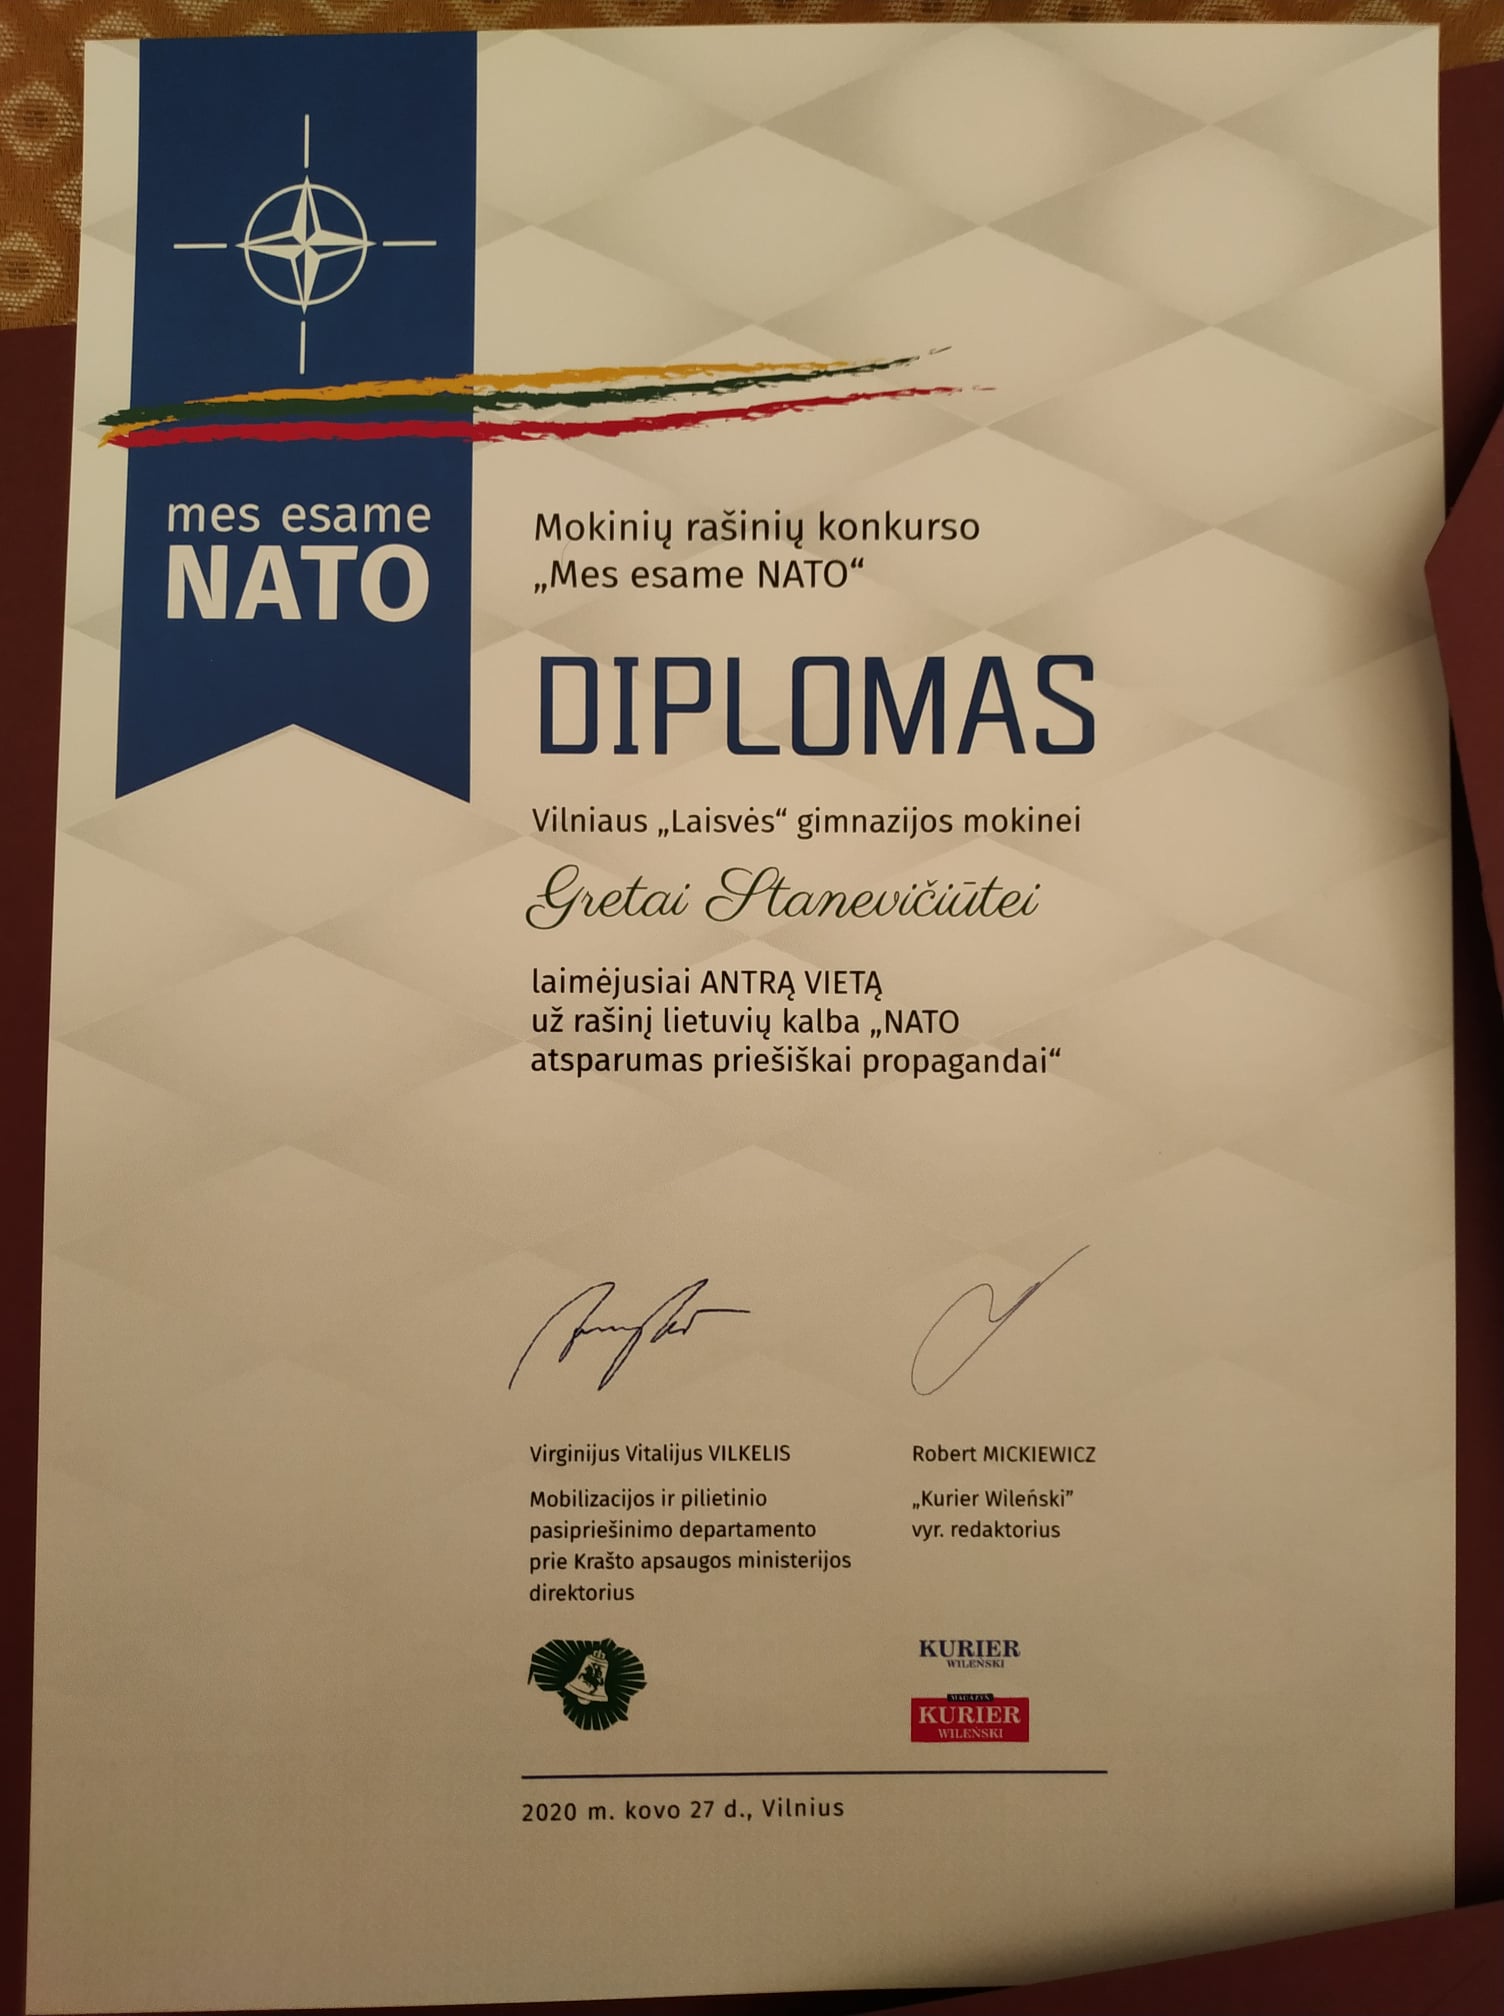 mes esame
NATO
Mokinių rašinių konkurso
„Mes esame NATO“
DIPLOMAS
Vilniaus „Laisvės“ gimnazijos mokinei
Gretai Stanevičiūtei
laimėjusiai ANTRĄ VIETĄ
už rašinį lietuvių kalba „NATO
atsparumas priešiškai propagandai“
Virginijus Vitalijus VILKELIS
Mobilizacijos ir pilietinio
pasipriešinimo departamento
prie Krašto apsaugos ministerijos
direktorius
Robert MICKIEWICZ
„Kurier Wileński”
vyr. redaktorius
KURIER
WILEŃSKI
MAGAZYN
KURIER
WILEŃSKI
2020 m. kovo 27 d., Vilnius